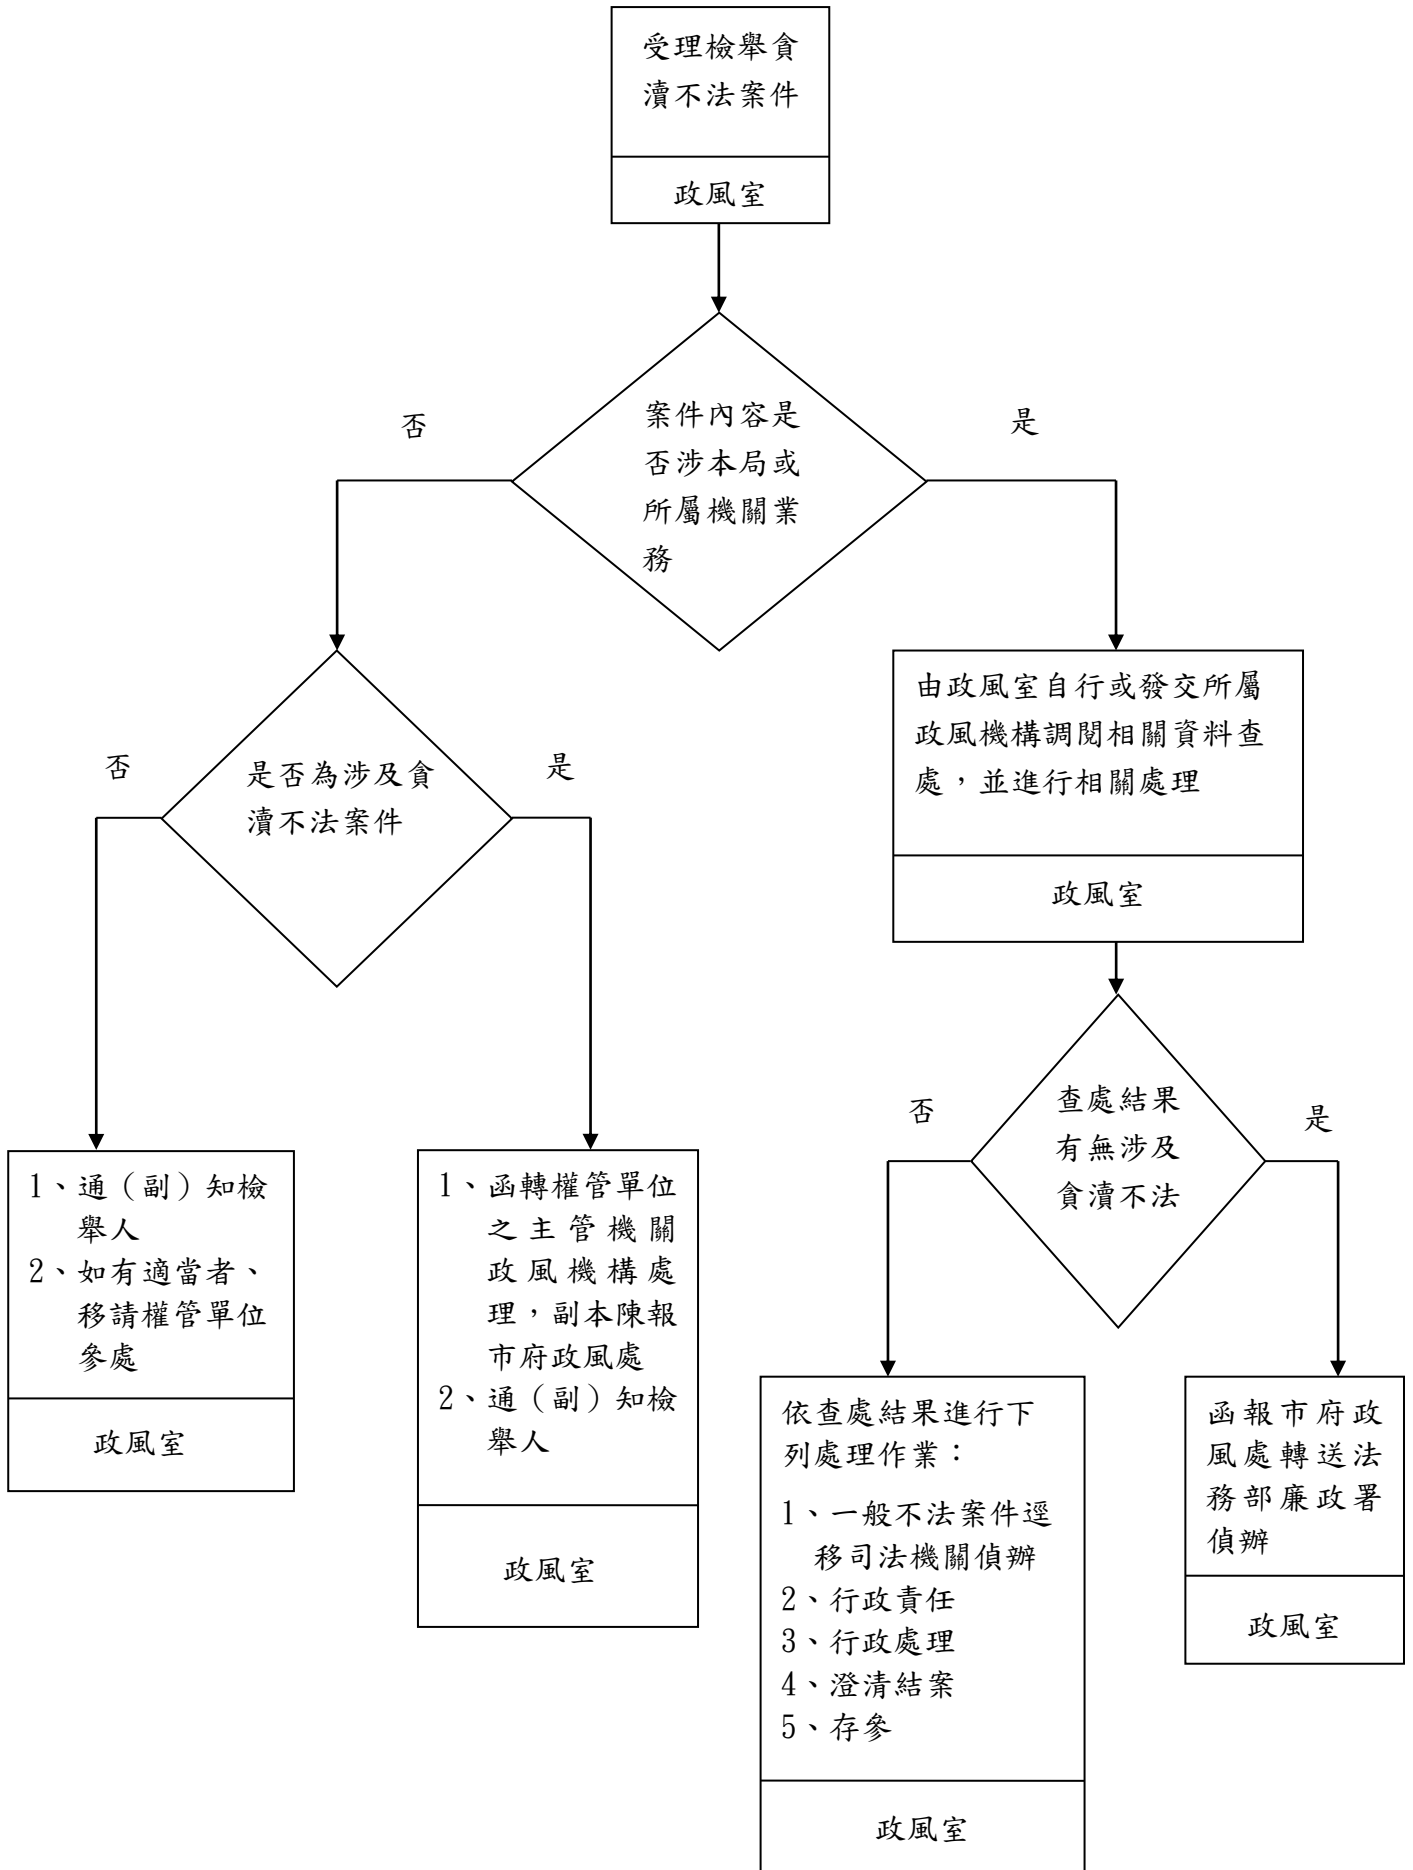 受理檢舉貪
瀆不法案件
政風室
案件內容是
否涉本局或
所屬機關業
務
否
是
是否為涉及貪
瀆不法案件
否
是
由政風室自行或發交所屬
政風機構調閱相關資料查
處，並進行相關處理
政風室
查處結果
有無涉及
貪瀆不法
否
是
1、通（副）知檢
舉人
2、如有適當者、
移請權管單位
參處
政風室
1、函轉權管單位
之主管機關
政風機構處
理，副本陳報
市府政風處
2、通（副）知檢
舉人
政風室
依查處結果進行下
列處理作業：
1、一般不法案件逕
移司法機關偵辦
2、行政責任
3、行政處理
4、澄清結案
5、存參
政風室
函報市府政
風處轉送法
務部廉政署
偵辦
政風室